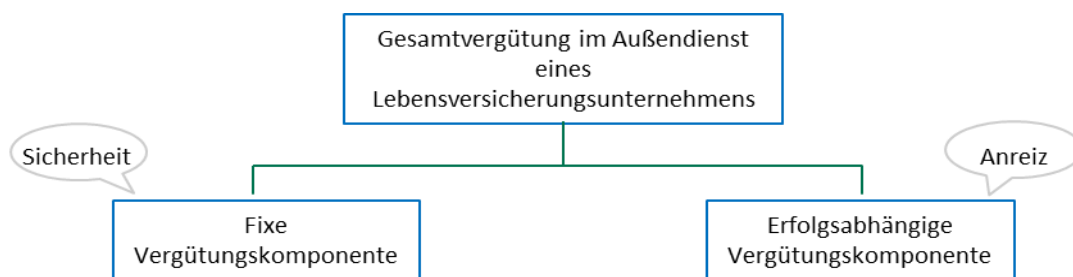 Gesamtvergütung im Außendienst
eines
Lebensversicherungsunternehmens
Sicherheit
Anreiz
Fixe
Vergütungskomponente
Erfolgsabhängige
Vergütungskomponente